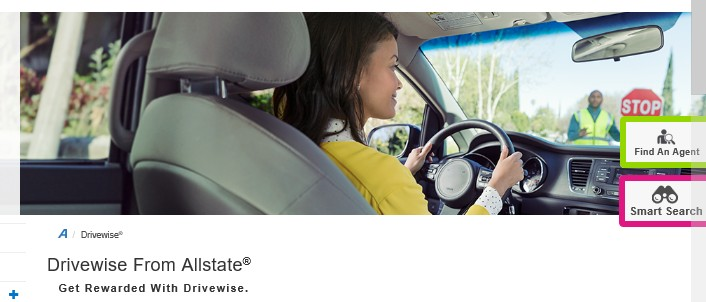 STOP
Find An Agent
Smart Search
A / Drivewise®
Drivewise From Allstate®
Get Rewarded With Drivewise.